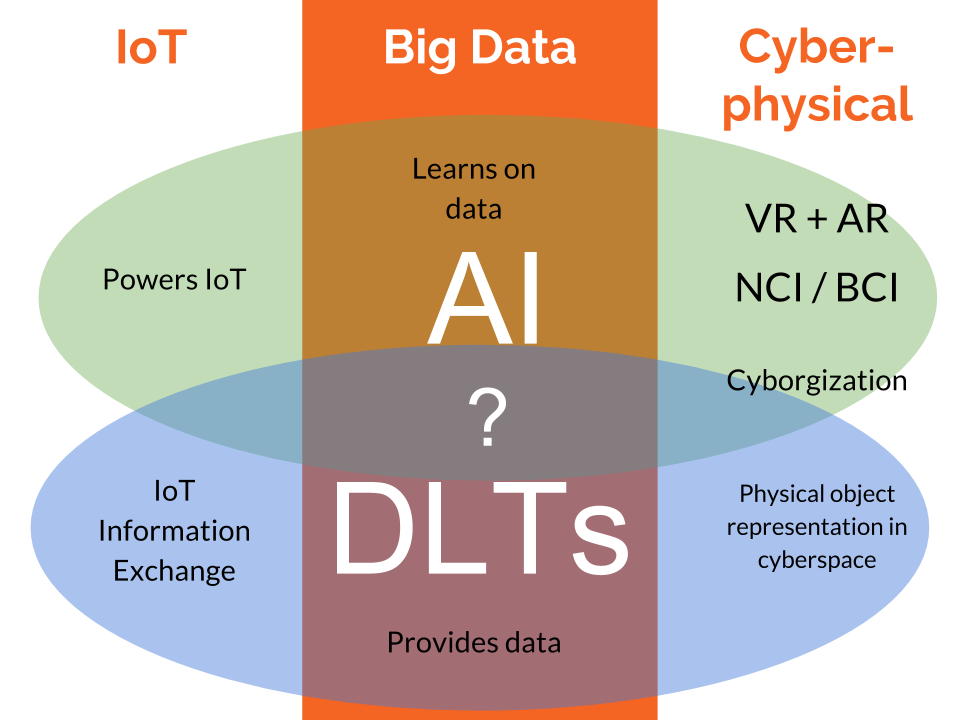 IoT
Big Data
Cyber-
physical
Learns on
data
Powers IoT
AI
VR + AR
NCI / BCI
Cyborgization
?
IoT
Information
Exchange
DLTs
Physical object
representation in
cyberspace
Provides data